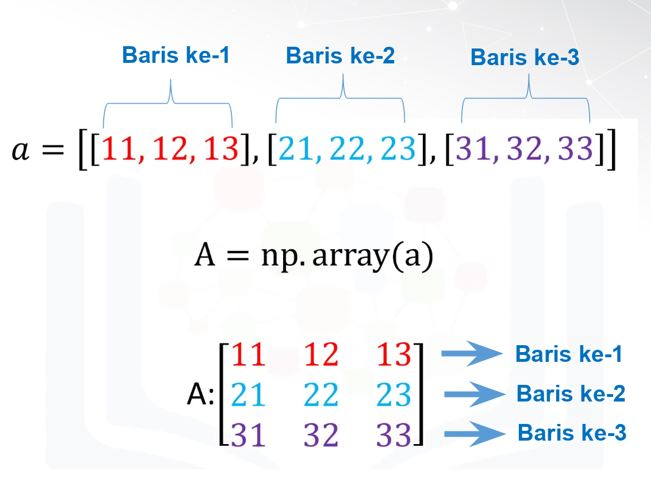 Baris ke-1 Baris ke-2 Baris ke-3
a = [[11, 12, 13], [21, 22, 23], [31, 32, 33]]
A = np. array(a)
11 12 13 Baris ke-1
A: 21 22 23 Baris ke-2
31 32 33 Baris ke-3